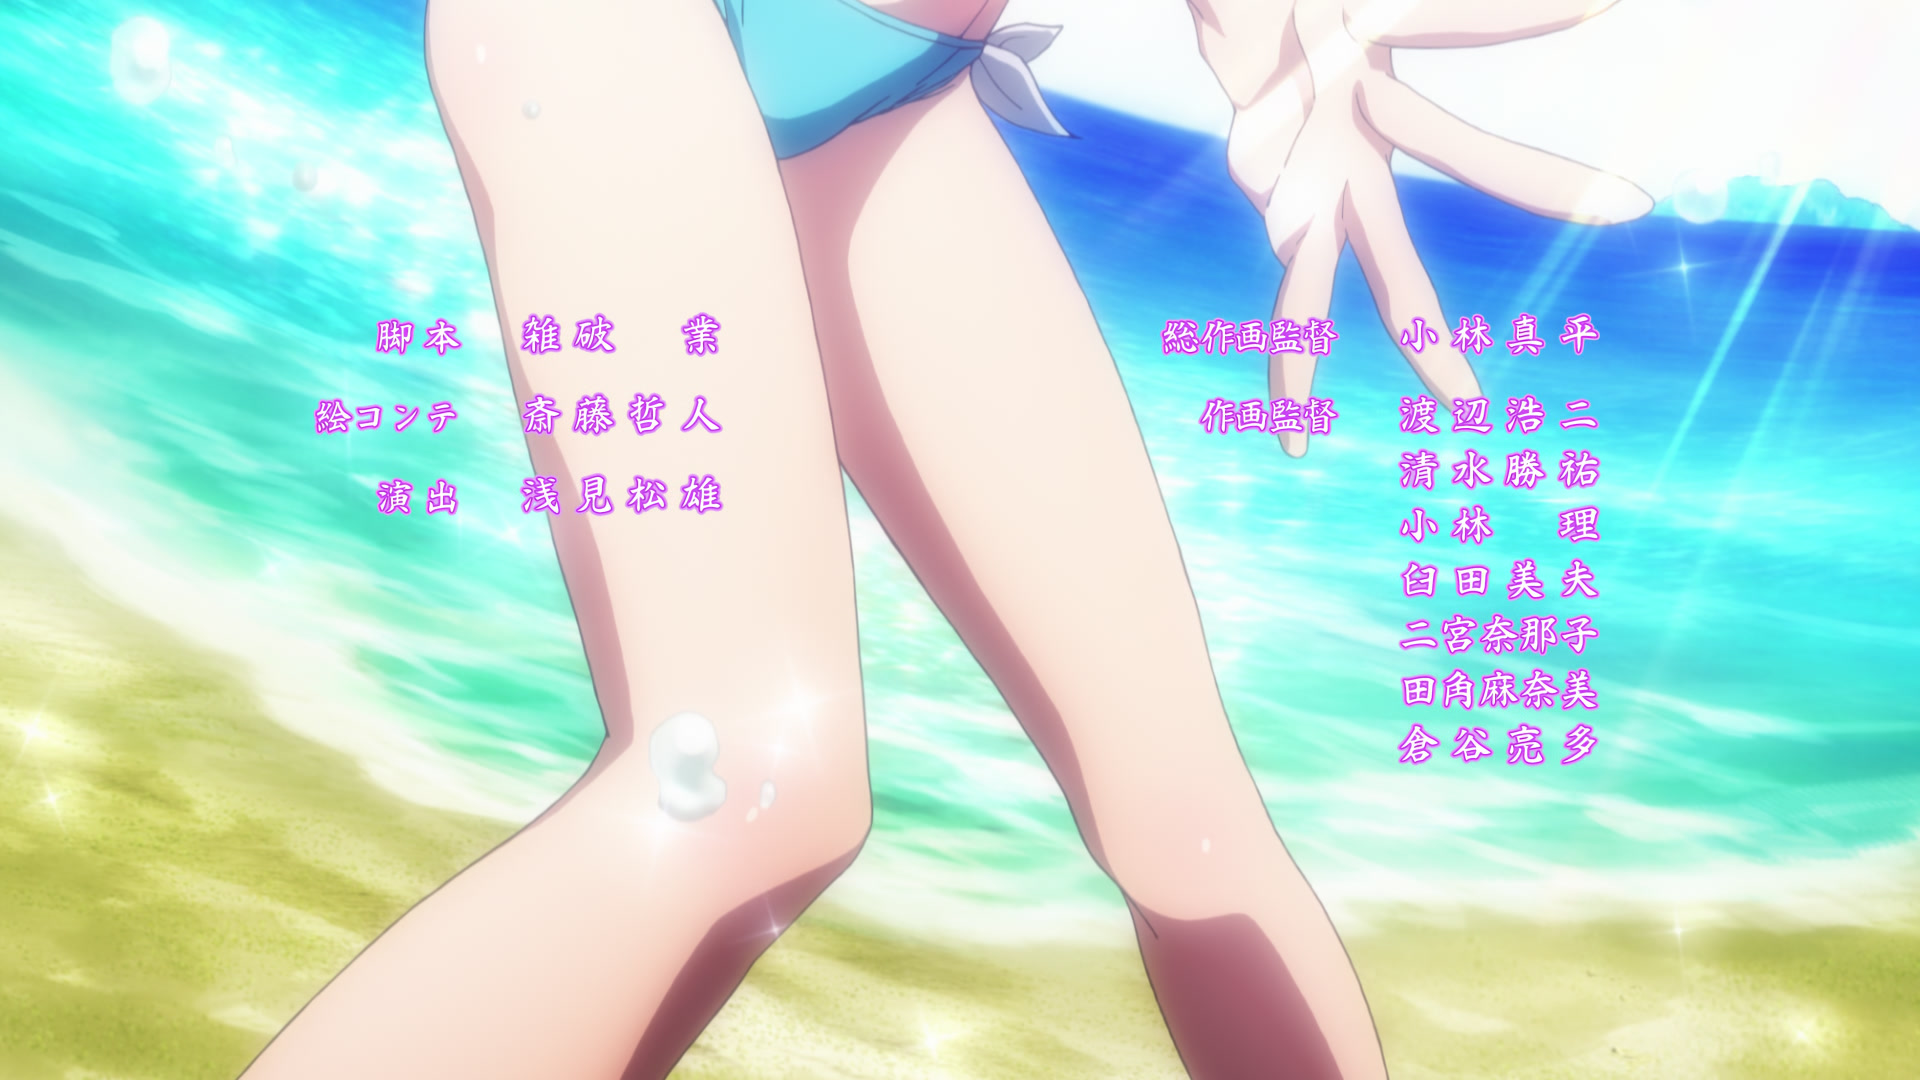 脚本 雑破 業
絵コンテ 斎藤哲人
演出 浅見松雄
総作画監督 小林真平
作画監督 渡辺浩二
清水勝祐
小林 理
臼田美夫
二宮奈那子
田角麻奈美
倉谷亮多